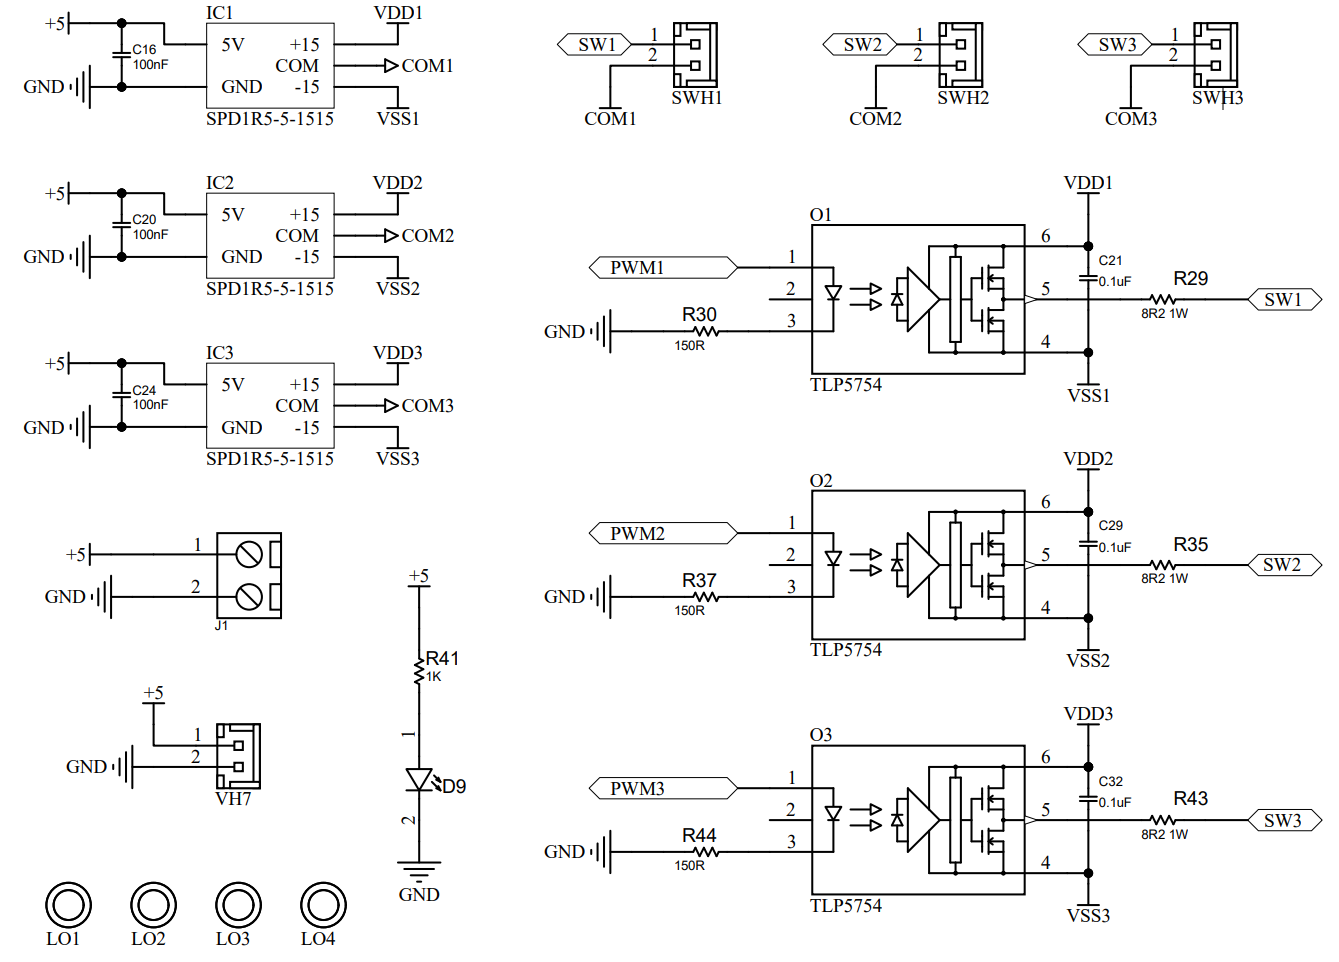 IC1
+5
VDD1
C16
100nF
5V
+15
COM
COM1
GND
GND
-15
SPD1R5-5-1515
VSS1
IC2
+5
VDD2
C20
100nF
5V
+15
COM
COM2
GND
GND
-15
SPD1R5-5-1515
VSS2
IC3
+5
VDD3
C24
100nF
5V
+15
COM
COM3
GND
GND
-15
SPD1R5-5-1515
VSS3
+5
1
GND
2
J1
+5
1
GND
2
VH7
+5
R41
1K
1
D9
2
GND
LO1
LO2
LO3
LO4
SW1
1
2
SWH1
COM1
SW2
1
2
SWH2
COM2
SW3
1
2
SWH3
COM3
VDD1
O1
6
PWM1
1
C21
0.1uF
R29
2
5
SW1
8R2 1W
R30
GND
3
150R
4
TLP5754
VSS1
VDD2
O2
6
PWM2
1
C29
0.1uF
R35
2
5
SW2
8R2 1W
R37
GND
3
150R
4
TLP5754
VSS2
VDD3
O3
6
PWM3
1
C32
0.1uF
R43
2
5
SW3
8R2 1W
R44
GND
3
150R
4
TLP5754
VSS3